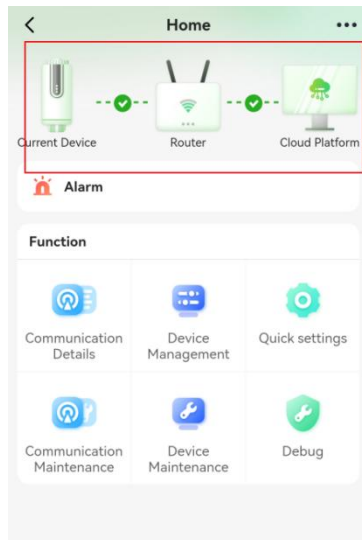 Home
Current Device
Router
Cloud Platform
Alarm
Function
Communication
Details
Device
Management
Quick settings
Communication
Maintenance
Device
Maintenance
Debug